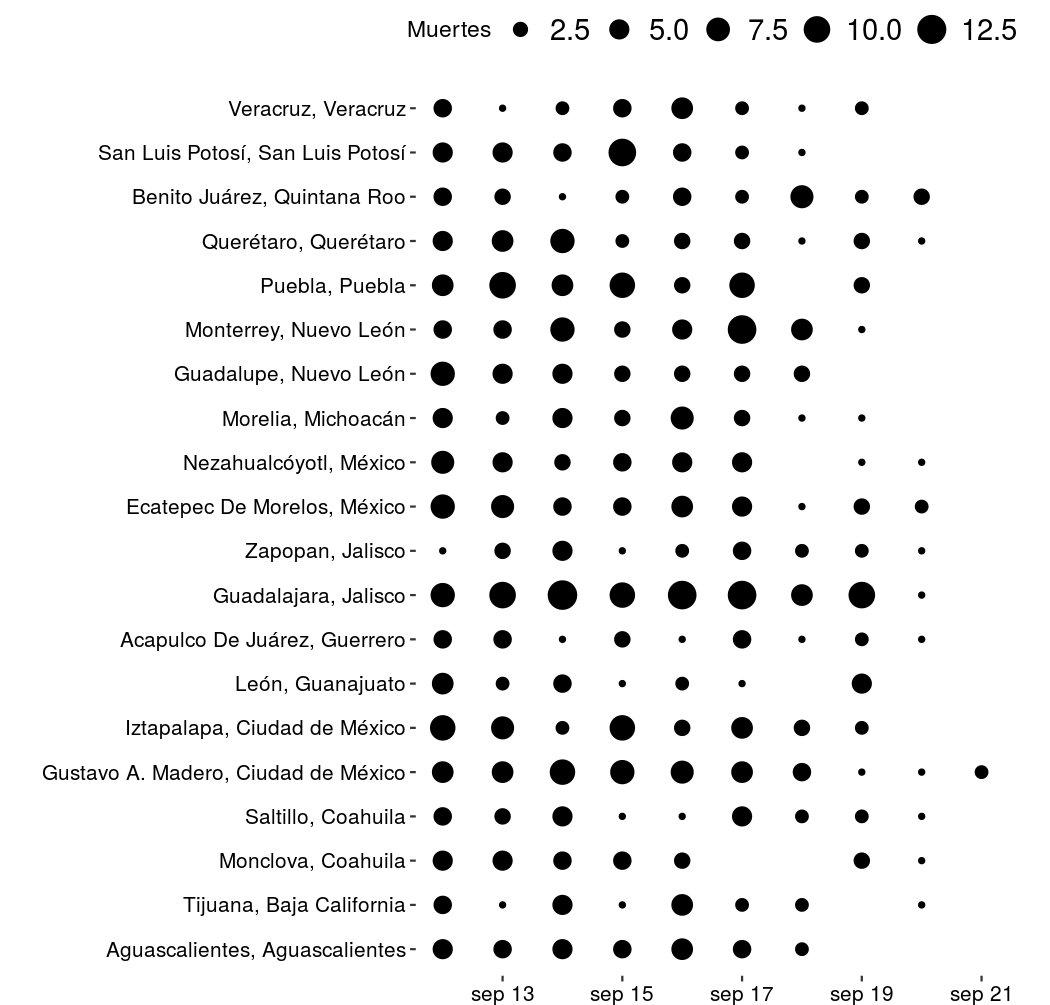 Muertes 2.5 5.0 7.5 10.0 12.5
Veracruz, Veracruz
San Luis Potosí, San Luis Potosí
Benito Juárez, Quintana Roo
Querétaro, Querétaro
Puebla, Puebla
Monterrey, Nuevo León
Guadalupe, Nuevo León
Morelia, Michoacán
Nezahualcóyotl, México
Ecatepec De Morelos, México
Zapopan, Jalisco
Guadalajara, Jalisco
Acapulco De Juárez, Guerrero
León, Guanajuato
Iztapalapa, Ciudad de México
Gustavo A. Madero, Ciudad de México
Saltillo, Coahuila
Monclova, Coahuila
Tijuana, Baja California
Aguascalientes, Aguascalientes
sep 13 sep 15 sep 17 sep 19 sep 21